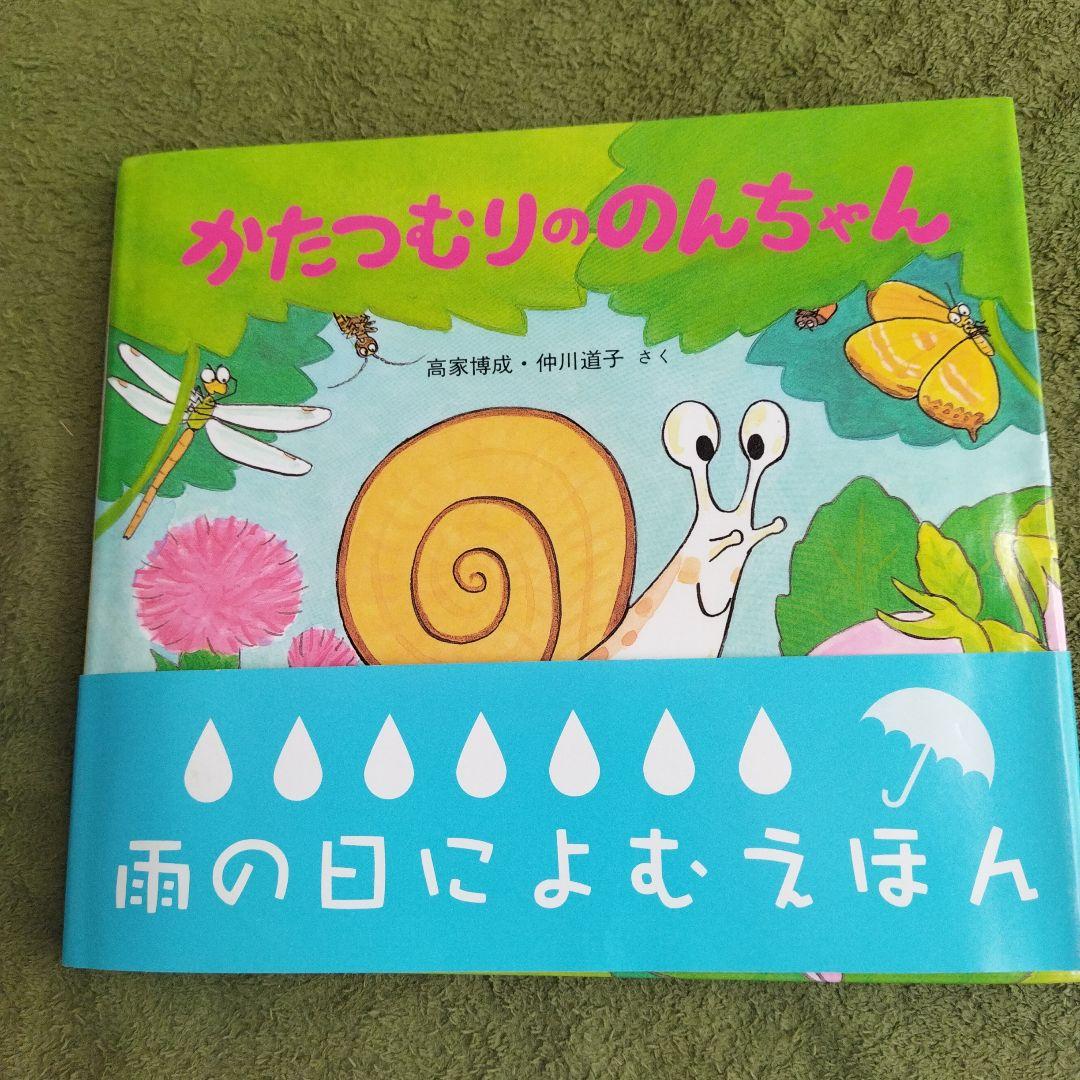 かたつむりののんちゃん
高家博成・仲川道子 さく
雨の日によむえほん